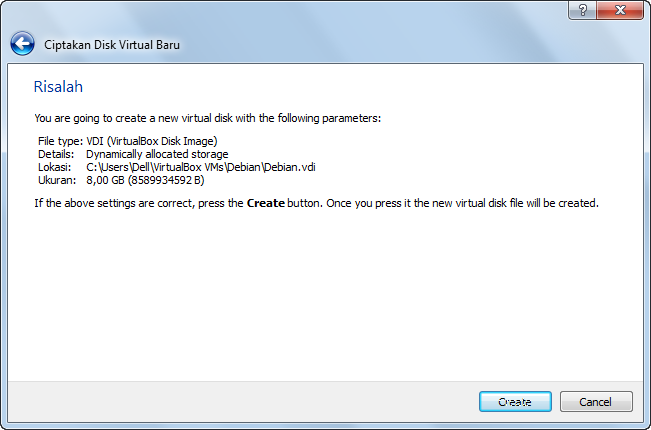 Ciptakan Disk Virtual Baru
Risalah
You are going to create a new virtual disk with the following parameters:
File type: VDI (VirtualBox Disk Image)
Details: Dynamically allocated storage
Lokasi: C:\Users\Dell\VirtualBox VMs\Debian\Debian.vdi
Ukuran: 8,00 GB (8589934592 B)
If the above settings are correct, press the Create button. Once you press it the new virtual disk file will be created.
Create Cancel